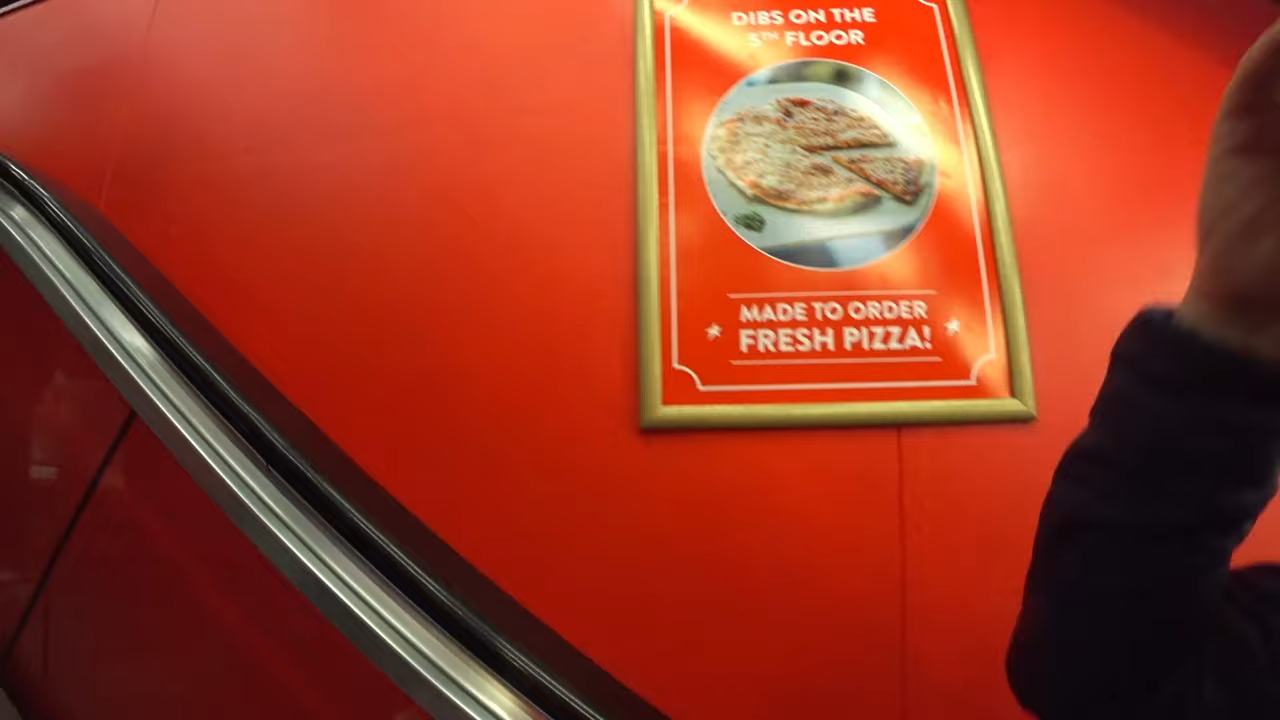 DIBS ON THE
5TH FLOOR
MADE TO ORDER
FRESH PIZZA!